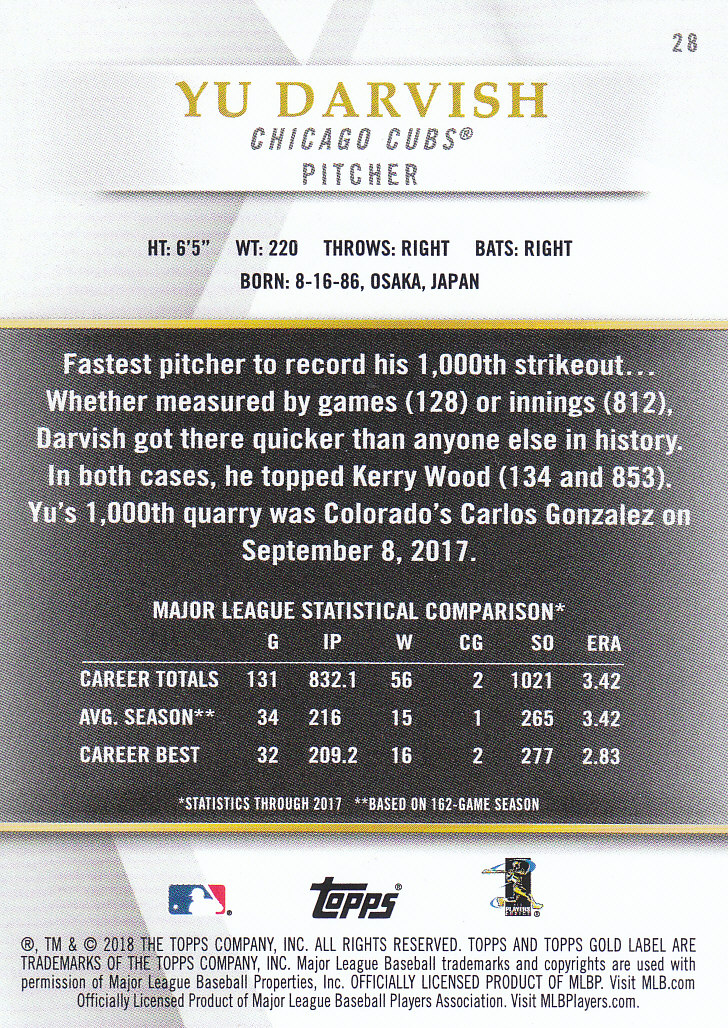 28
YU DARVISH
CHICAGO CUBS®
PITCHER
HT: 6'5" WT: 220 THROWS: RIGHT BATS: RIGHT
BORN: 8-16-86, OSAKA, JAPAN
Fastest pitcher to record his 1,000th strikeout...
Whether measured by games (128) or innings (812),
Darvish got there quicker than anyone else in history.
In both cases, he topped Kerry Wood (134 and 853).
Yu's 1,000th quarry was Colorado's Carlos Gonzalez on
September 8, 2017.
MAJOR LEAGUE STATISTICAL COMPARISON*
G IP W CG SO ERA
CAREER TOTALS 131 832.1 56 2 1021 3.42
AVG. SEASON** 34 216 15 1 265 3.42
CAREER BEST 32 209.2 16 2 277 2.83
*STATISTICS THROUGH 2017 **BASED ON 162-GAME SEASON
® Topps® PLAYERS CHOICE ®
®, TM & © 2018 THE TOPPS COMPANY, INC. ALL RIGHTS RESERVED. TOPPS AND TOPPS GOLD LABEL ARE
TRADEMARKS OF THE TOPPS COMPANY, INC. Major League Baseball trademarks and copyrights are used with
permission of Major League Baseball Properties, Inc. OFFICIALLY LICENSED PRODUCT OF MLBP. Visit MLB.com
Officially Licensed Product of Major League Baseball Players Association. Visit MLBPlayers.com.